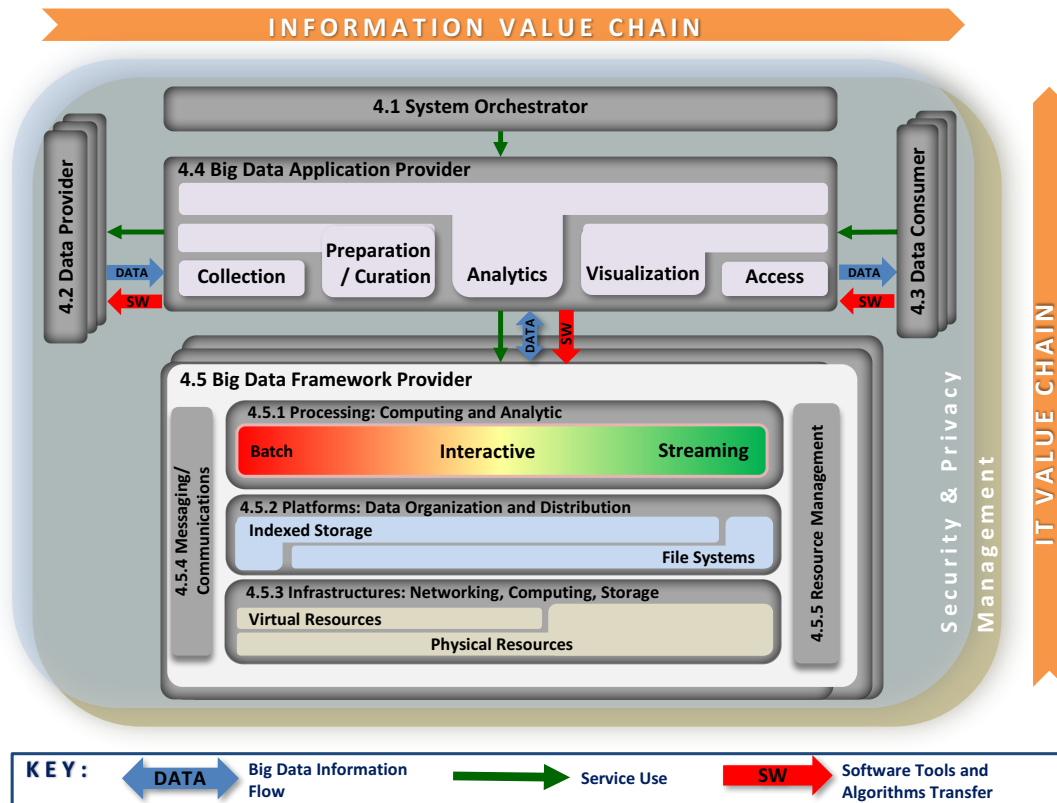 INFORMATION VALUE CHAIN
4.1 System Orchestrator
4.2 Data Provider
4.4 Big Data Application Provider
Collection
Preparation
/ Curation
Analytics
Visualization
Access
4.3 Data Consumer
DATA
SW
DATA
SW
DATA
SW
4.5 Big Data Framework Provider
4.5.1 Processing: Computing and Analytic
Batch
Interactive
Streaming
4.5.2 Platforms: Data Organization and Distribution
Indexed Storage
File Systems
4.5.3 Infrastructures: Networking, Computing, Storage
Virtual Resources
Physical Resources
4.5.4 Messaging/
Communications
4.5.5 Resource Management
Security & Privacy
Management
IT VALUE CHAIN
KEY:
DATA
Big Data Information
Flow
Service Use
SW
Software Tools and
Algorithms Transfer